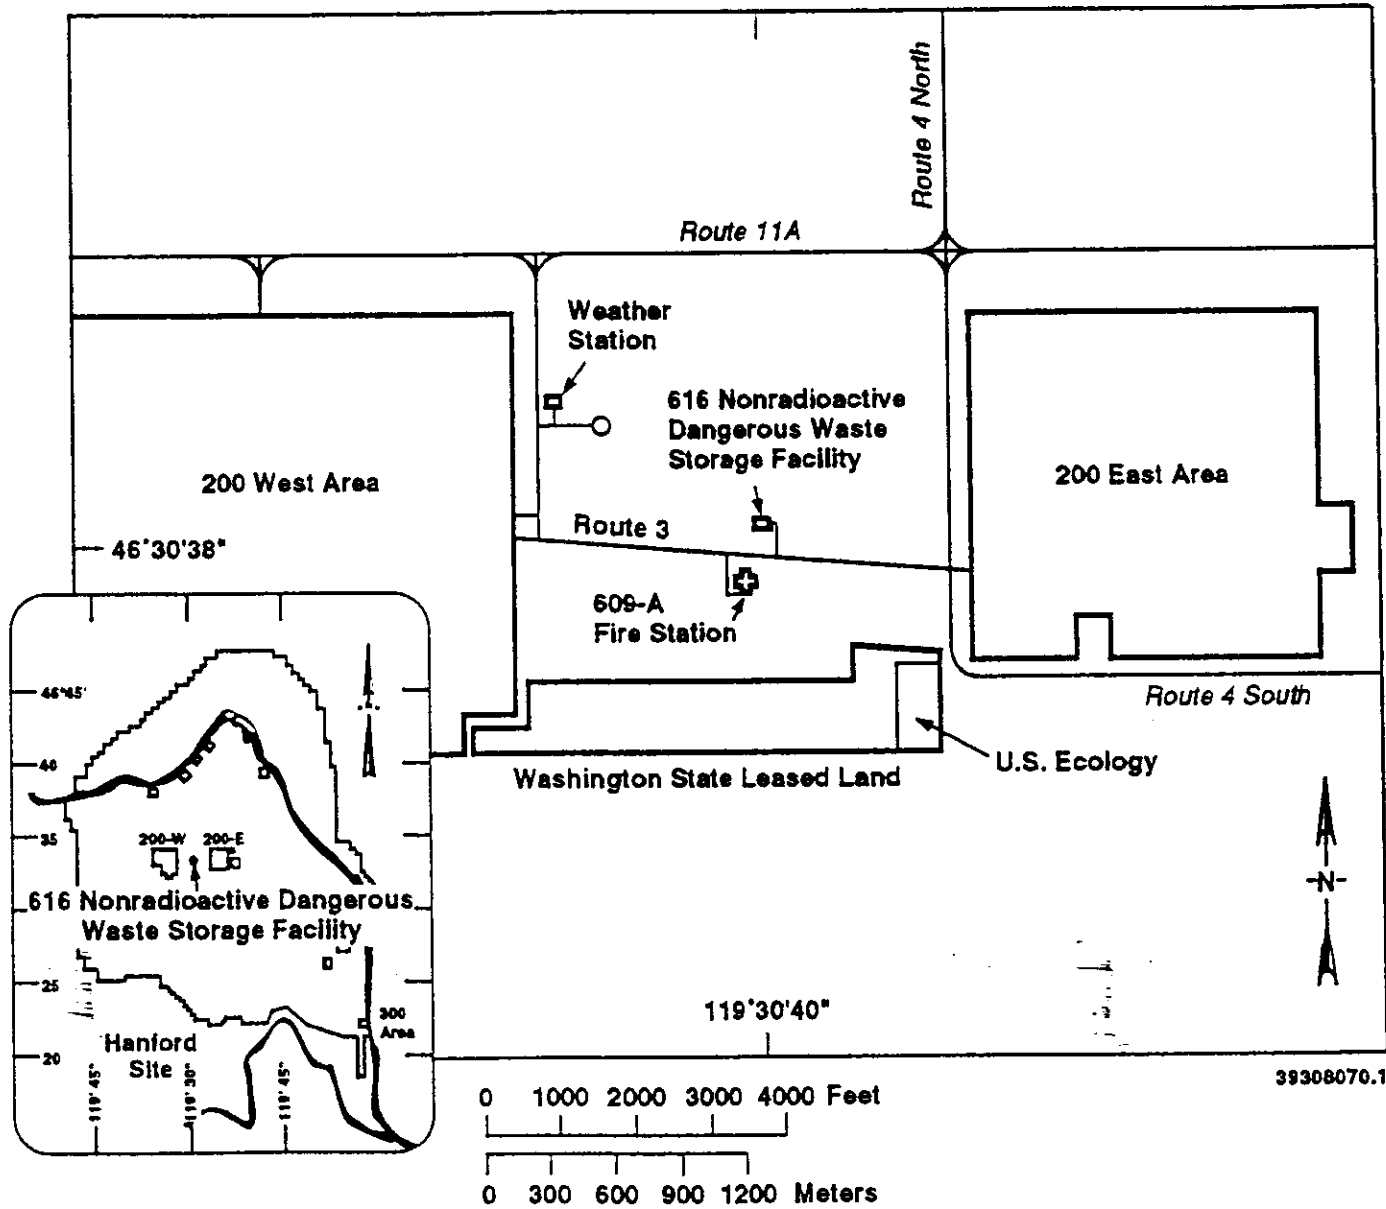 Route 4 North
Route 11A
Weather
Station
616 Nonradioactive
Dangerous Waste
Storage Facility
200 West Area
200 East Area
Route 3
46°30'38"
609-A
Fire Station
Route 4 South
U.S. Ecology
Washington State Leased Land
N
46°45'
40
35
200-W
200-E
616 Nonradioactive Dangerous
Waste Storage Facility
25
20
300
Area
Hanford
Site
119°45"
119°30"
119°45"
119°30'40"
39308070.1
0 1000 2000 3000 4000 Feet
0 300 600 900 1200 Meters